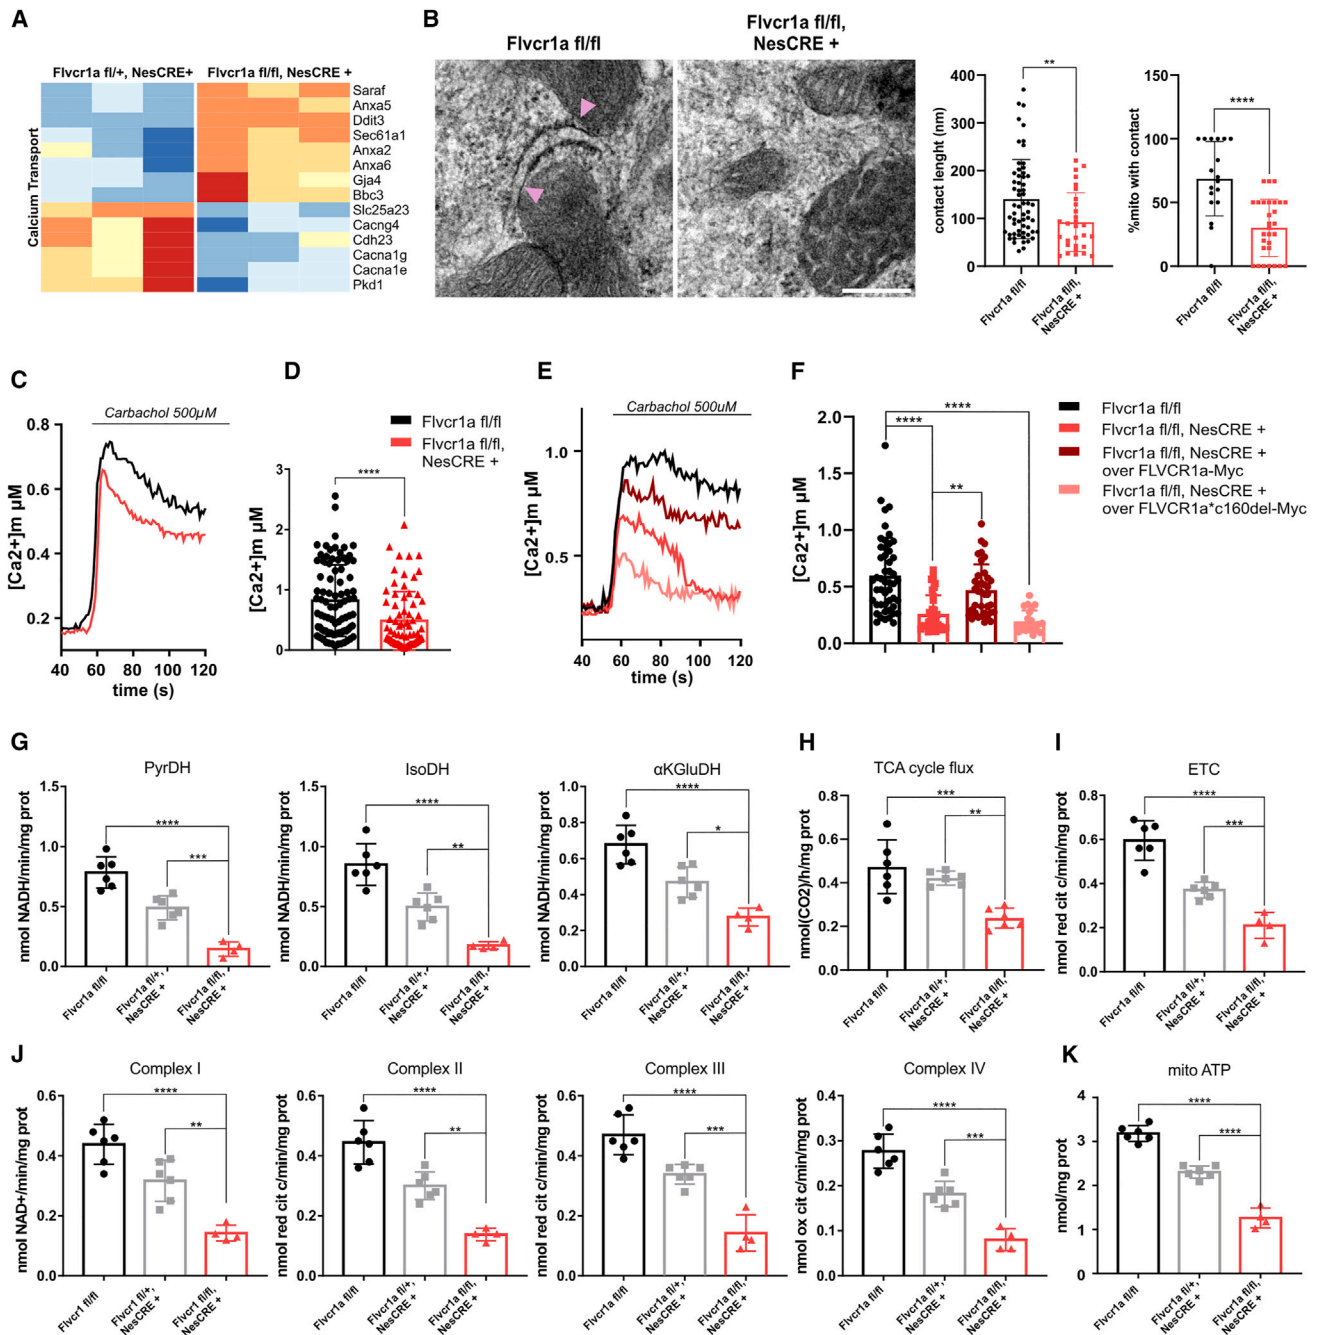 A
Flvcr1a fl/+, NesCRE+
Flvcr1a fl/fl, NesCRE +
Calcium Transport
Saraf
Anxa5
Ddit3
Sec61a1
Anxa2
Anxa6
Gja4
Bbc3
Slc25a23
Cacng4
Cdh23
Cacna1g
Cacna1e
Pkd1
B
Flvcr1a fl/fl
Flvcr1a fl/fl,
NesCRE +
contact lenght (nm)
400
300
200
100
0
**
Flvcr1a fl/fl
Flvcr1a fl/fl,
NesCRE +
%mito with contact
150
100
50
0
****
Flvcr1a fl/fl
Flvcr1a fl/fl,
NesCRE +
C
Carbachol 500µM
[Ca2+]m µM
0.8
0.6
0.4
0.2
40 60 80 100 120
time (s)
D
Flvcr1a fl/fl
Flvcr1a fl/fl,
NesCRE +
[Ca2+]m µM
3
2
1
0
****
E
Carbachol 500uM
[Ca2+]m µM
1.0
0.5
40 60 80 100 120
time (s)
F
[Ca2+]m µM
2.0
1.5
1.0
0.5
0.0
****
****
**
Flvcr1a fl/fl
Flvcr1a fl/fl, NesCRE +
Flvcr1a fl/fl, NesCRE +
over FLVCR1a-Myc
Flvcr1a fl/fl, NesCRE +
over FLVCR1a*c160del-Myc
G
PyrDH
nmol NADH/min/mg prot
1.5
1.0
0.5
0.0
****
***
Flvcr1a fl/fl
Flvcr1a fl/+,
NesCRE +
Flvcr1a fl/fl,
NesCRE +
IsoDH
nmol NADH/min/mg prot
1.5
1.0
0.5
0.0
****
**
Flvcr1a fl/fl
Flvcr1a fl/+,
NesCRE +
Flvcr1a fl/fl,
NesCRE +
αKGluDH
nmol NADH/min/mg prot
1.0
0.8
0.6
0.4
0.2
0.0
****
*
Flvcr1a fl/fl
Flvcr1a fl/+,
NesCRE +
Flvcr1a fl/fl,
NesCRE +
H
TCA cycle flux
nmol(CO2)/h/mg prot
0.8
0.6
0.4
0.2
0.0
***
**
Flvcr1a fl/fl
Flvcr1a fl/+,
NesCRE +
Flvcr1a fl/fl,
NesCRE +
I
ETC
nmol red cit c/min/mg prot
0.8
0.6
0.4
0.2
0.0
****
***
Flvcr1a fl/fl
Flvcr1a fl/+,
NesCRE +
Flvcr1a fl/fl,
NesCRE +
J
Complex I
nmol NAD+/min/mg prot
0.6
0.4
0.2
0.0
****
**
Flvcr1 fl/fl
Flvcr1 fl/+,
NesCRE +
Flvcr1 fl/fl,
NesCRE +
Complex II
nmol red cit c/min/mg prot
0.6
0.4
0.2
0.0
****
**
Flvcr1a fl/fl
Flvcr1a fl/+,
NesCRE +
Flvcr1a fl/fl,
NesCRE +
Complex III
nmol red cit c/min/mg prot
0.6
0.4
0.2
0.0
****
***
Flvcr1a fl/fl
Flvcr1a fl/+,
NesCRE +
Flvcr1a fl/fl,
NesCRE +
Complex IV
nmol ox cit c/min/mg prot
0.4
0.3
0.2
0.1
0.0
****
***
Flvcr1a fl/fl
Flvcr1a fl/+,
NesCRE +
Flvcr1a fl/fl,
NesCRE +
K
mito ATP
nmol/mg prot
4
3
2
1
0
****
****
Flvcr1a fl/fl
Flvcr1a fl/+,
NesCRE +
Flvcr1a fl/fl,
NesCRE +